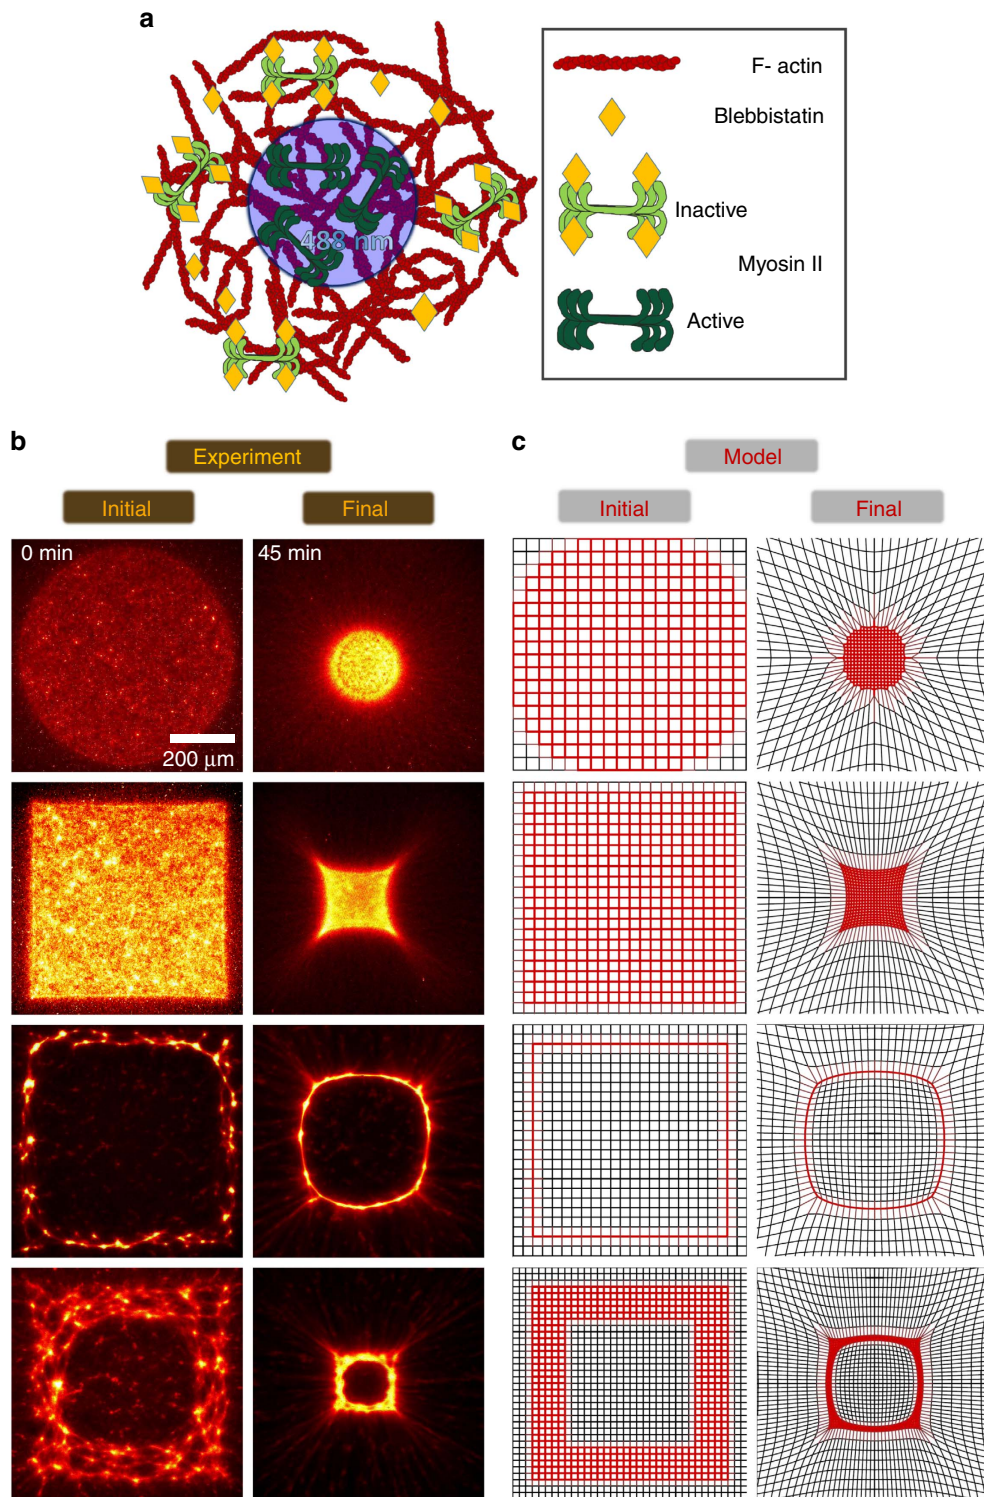 a
488 nm
F- actin
Blebbistatin
Inactive
Myosin II
Active
b
Experiment
Initial
Final
0 min
45 min
200 µm
c
Model
Initial
Final